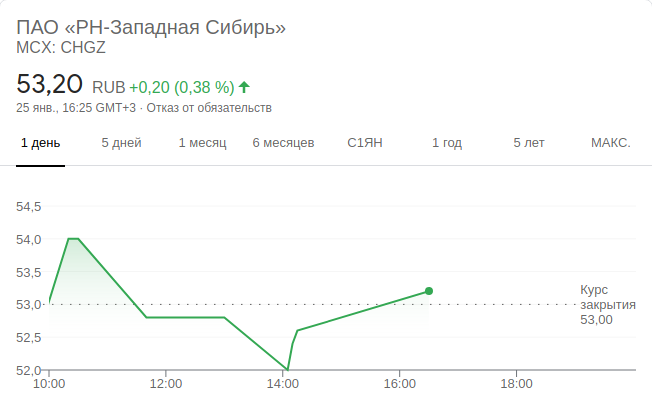 ПАО «РН-Западная Сибирь»
MCX: CHGZ
53,20 RUB +0,20 (0,38 %)
25 янв., 16:25 GMT+3 · Отказ от обязательств
1 день 5 дней 1 месяц 6 месяцев С1ЯН 1 год 5 лет МАКС.
54,5
54,0
53,5
53,0
52,5
52,0
Курс
закрытия
53,00
10:00 12:00 14:00 16:00 18:00